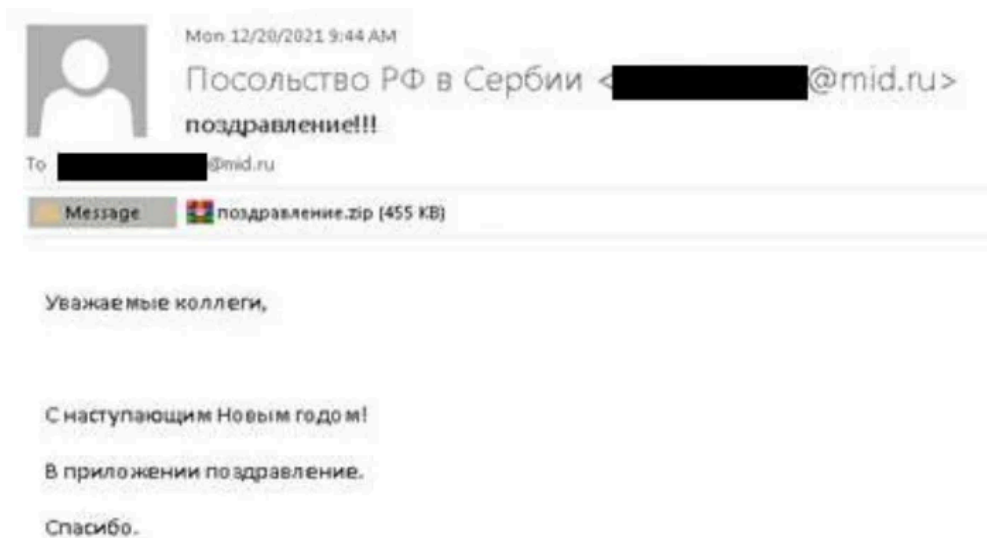 Mon 12/20/2021 9:44 AM
Посольство РФ в Сербии < @mid.ru>
поздравление!!!
To @mid.ru
Message поздравление.zip (455 KB)
Уважаемые коллеги,
С наступающим Новым годом!
В приложении поздравление.
Спасибо.